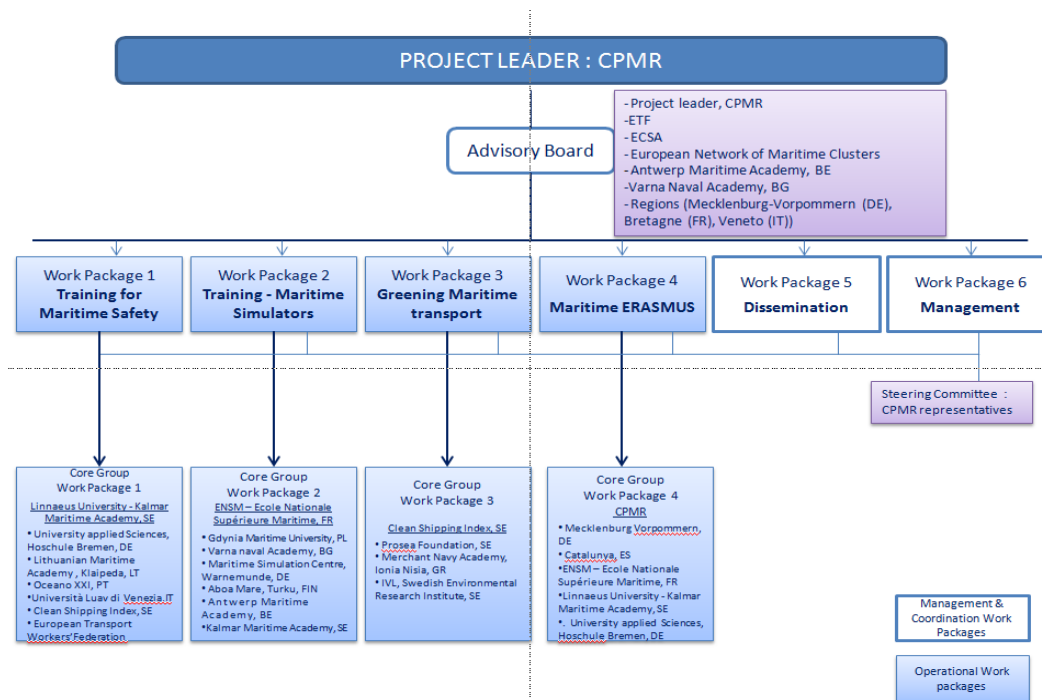 PROJECT LEADER : CPMR
Advisory Board
-Project leader, CPMR
-ETF
-ECSA
-European Network of Maritime Clusters
-Antwerp Maritime Academy, BE
-Varna Naval Academy, BG
-Regions (Mecklenburg-Vorpommern (DE),
Bretagne (FR), Veneto (IT))
Work Package 1
Training for
Maritime Safety
Work Package 2
Training - Maritime
Simulators
Work Package 3
Greening Maritime
transport
Work Package 4
Maritime ERASMUS
Work Package 5
Dissemination
Work Package 6
Management
Steering Committee :
CPMR representatives
Core Group
Work Package 1
Linnaeus University - Kalmar
Maritime Academy, SE
• University applied Sciences,
Hoschule Bremen, DE
• Lithuanian Maritime
Academy , Klaipeda, LT
• Oceano XXI, PT
•Università Luav di Venezia.IT
• Clean Shipping Index, SE
• European Transport
Workers'Federation
Core Group
Work Package 2
ENSM – Ecole Nationale
Supérieure Maritime, FR
• Gdynia Maritime University, PL
• Varna naval Academy, BG
• Maritime Simulation Centre,
Warnemunde, DE
• Aboa Mare, Turku, FIN
• Antwerp Maritime
Academy, BE
•Kalmar Maritime Academy, SE
Core Group
Work Package 3
Clean Shipping Index, SE
• Prosea Foundation, SE
• Merchant Navy Academy,
Ionia Nisia, GR
• IVL, Swedish Environmental
Research Institute, SE
Core Group
Work Package 4
CPMR
• Mecklenburg Vorpommern,
DE
• Catalunya, ES
•ENSM – Ecole Nationale
Supérieure Maritime, FR
•Linnaeus University - Kalmar
Maritime Academy, SE
•. University applied Sciences,
Hoschule Bremen, DE
Management &
Coordination Work
Packages
Operational Work
packages